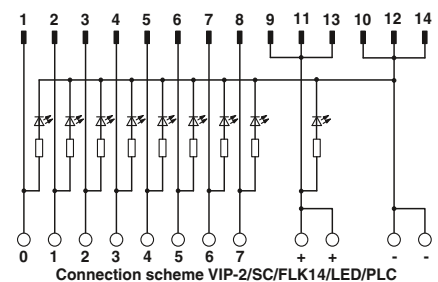 1 2 3 4 5 6 7 8 9 11 13 10 12 14
0 1 2 3 4 5 6 7 + + - -
Connection scheme VIP-2/SC/FLK14/LED/PLC